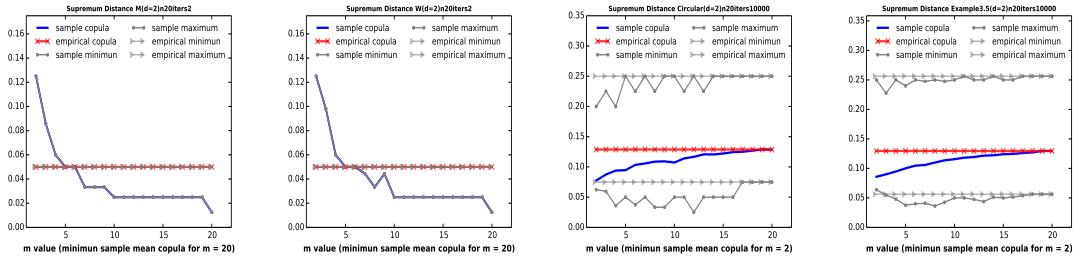 Supremum Distance M(d=2)n20iters2
0.16
0.14
0.12
0.10
0.08
0.06
0.04
0.02
0.00
sample copula
empirical copula
sample minimun
sample maximum
empirical minimun
empirical maximum
5
10
15
20
m value (minimun sample mean copula for m = 20)
Supremum Distance W(d=2)n20iters2
0.16
0.14
0.12
0.10
0.08
0.06
0.04
0.02
0.00
sample copula
empirical copula
sample minimun
sample maximum
empirical minimun
empirical maximum
5
10
15
20
m value (minimun sample mean copula for m = 20)
Supremum Distance Circular(d=2)n20iters10000
0.35
0.30
0.25
0.20
0.15
0.10
0.05
0.00
sample copula
empirical copula
sample minimun
sample maximum
empirical minimun
empirical maximum
5
10
15
20
m value (minimun sample mean copula for m = 2)
Supremum Distance Example3.5(d=2)n20iters10000
0.35
0.30
0.25
0.20
0.15
0.10
0.05
0.00
sample copula
empirical copula
sample minimun
sample maximum
empirical minimun
empirical maximum
5
10
15
20
m value (minimun sample mean copula for m = 2)